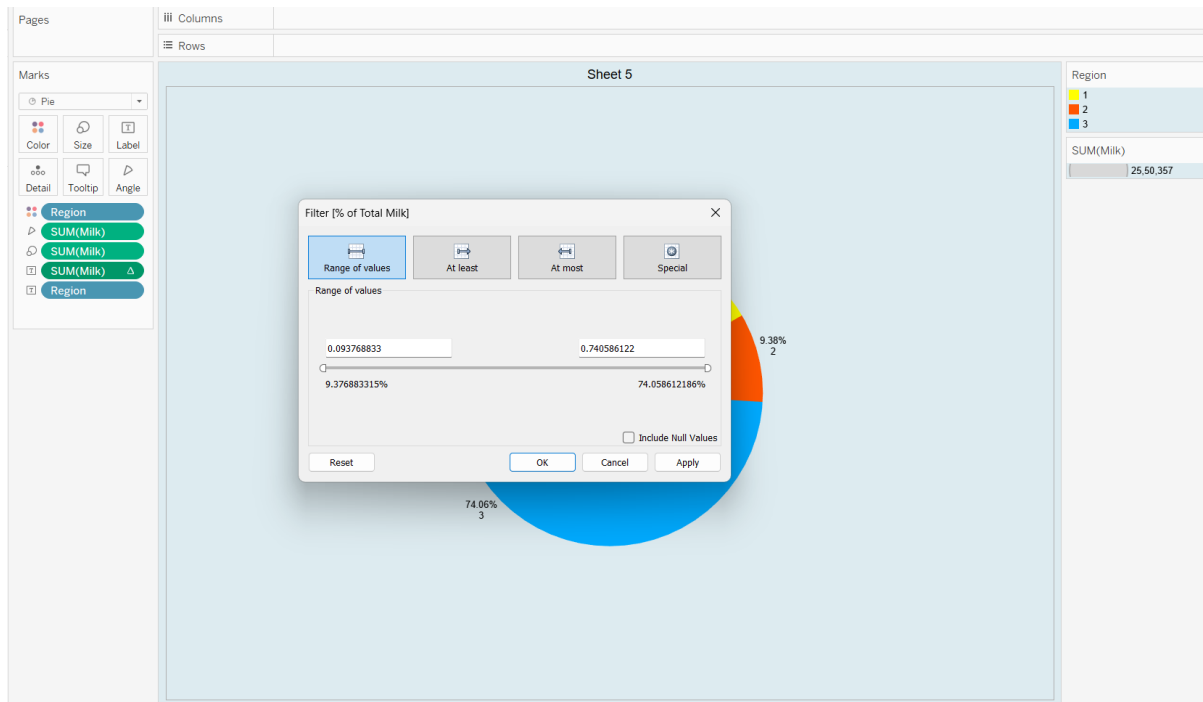 Pages
Columns
Rows
Marks
Pie
Color
Size
Label
Detail
Tooltip
Angle
Region
SUM(Milk)
SUM(Milk)
SUM(Milk)
Region
Sheet 5
Filter [% of Total Milk]
Range of values
At least
At most
Special
Range of values
0.093768833
0.740586122
9.376883315%
74.058612186%
Include Null Values
Reset
OK
Cancel
Apply
9.38%
2
74.06%
3
Region
1
2
3
SUM(Milk)
25,50,357